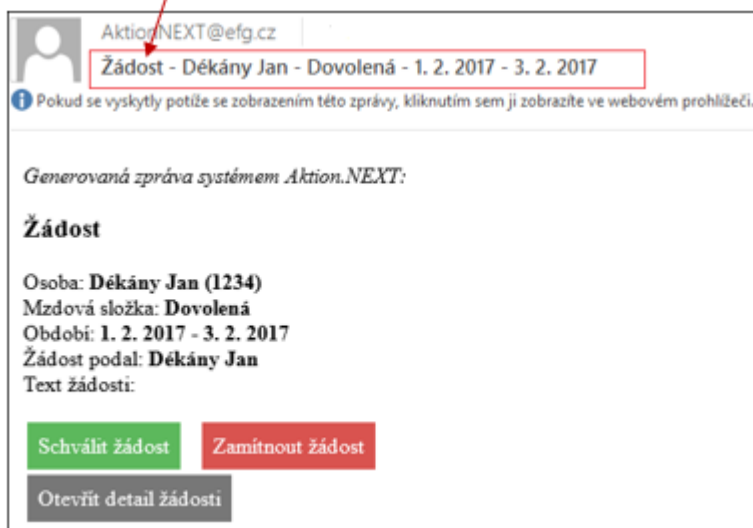 AktionNEXT@efg.cz
Žádost - Dékány Jan - Dovolená - 1. 2. 2017 - 3. 2. 2017
Pokud se vyskytly potíže se zobrazením této zprávy, kliknutím sem ji zobrazíte ve webovém prohlížeči.
Generovaná zpráva systémem Aktion.NEXT:
Žádost
Osoba: Dékány Jan (1234)
Mzdová složka: Dovolená
Období: 1. 2. 2017 - 3. 2. 2017
Žádost podal: Dékány Jan
Text žádosti:
Schválit žádost Zamítnout žádost
Otevřít detail žádosti